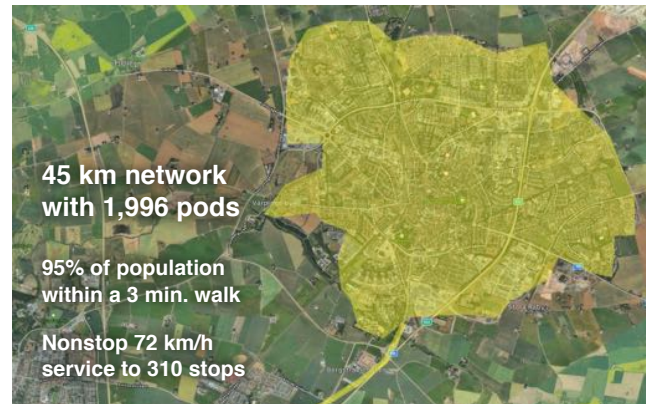 45 km network
with 1,996 pods
95% of population
within a 3 min. walk
Nonstop 72 km/h
service to 310 stops